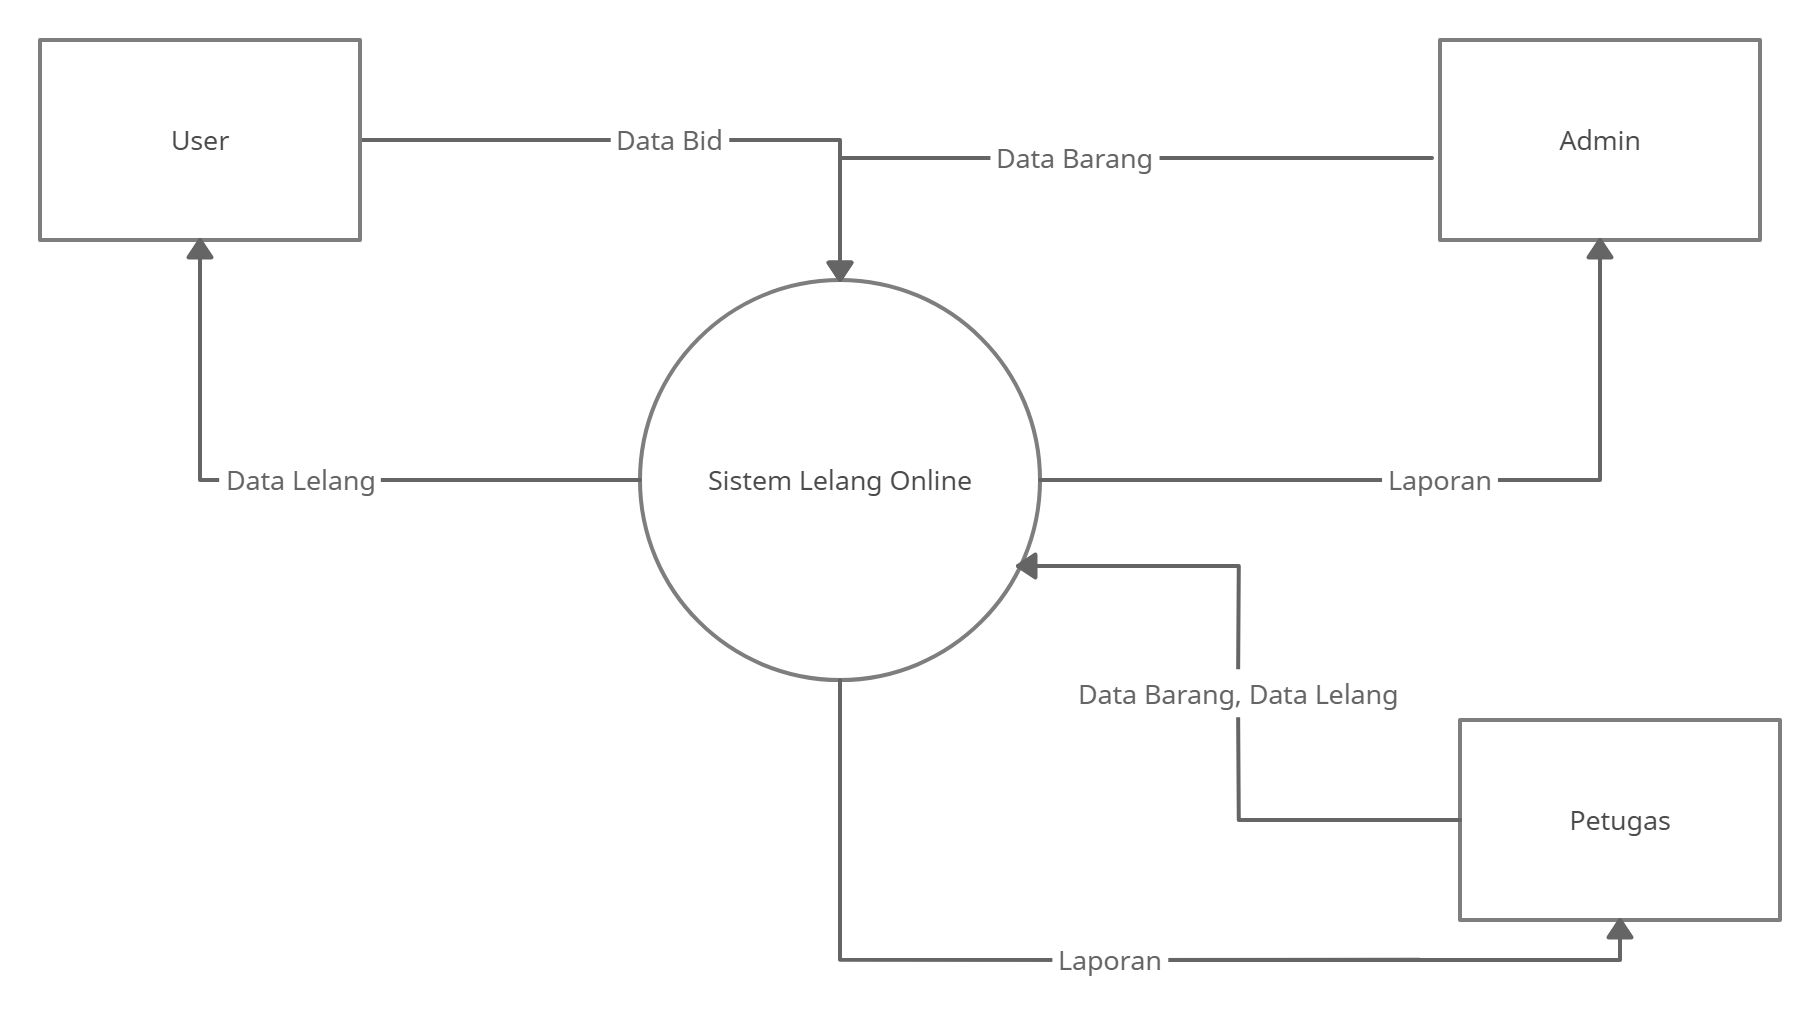 User
Data Bid
Data Barang
Admin
Data Lelang
Sistem Lelang Online
Laporan
Data Barang, Data Lelang
Petugas
Laporan